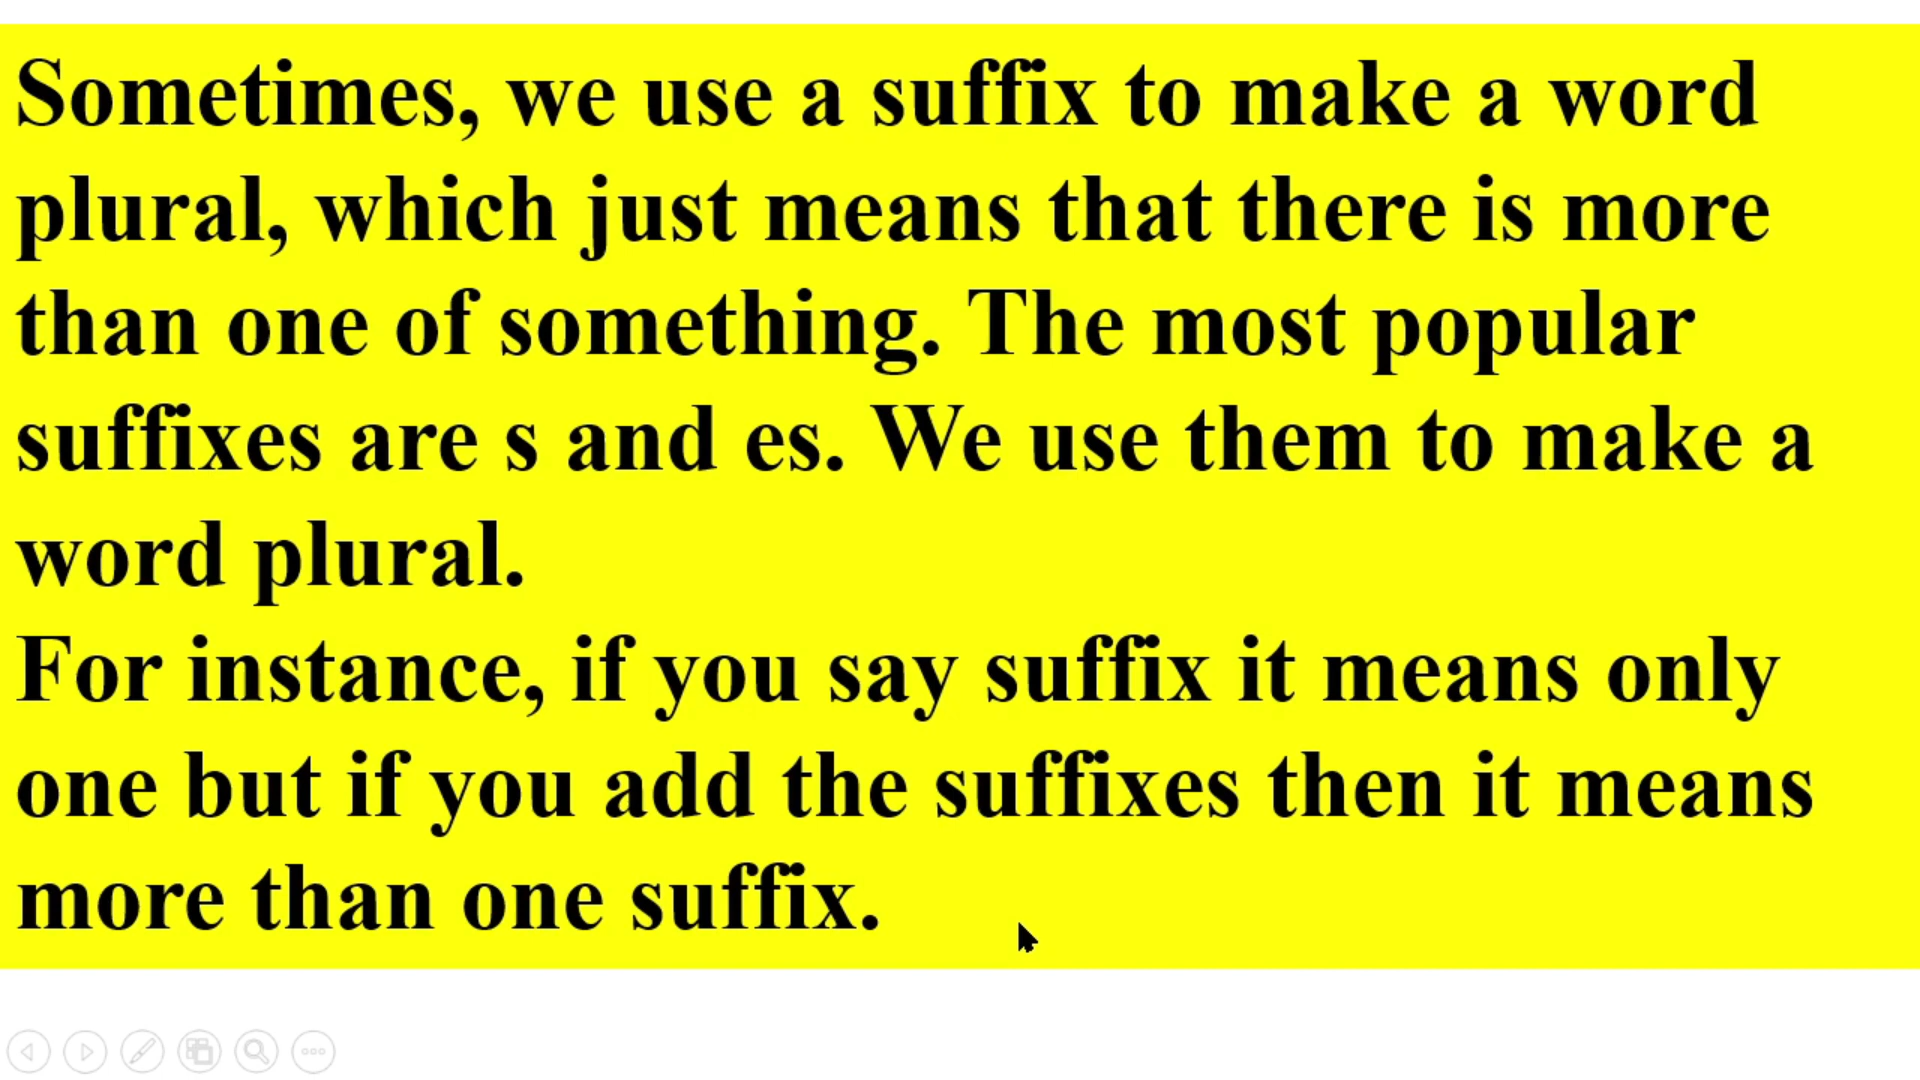 Sometimes, we use a suffix to make a word
plural, which just means that there is more
than one of something. The most popular
suffixes are s and es. We use them to make a
word plural.
For instance, if you say suffix it means only
one but if you add the suffixes then it means
more than one suffix.